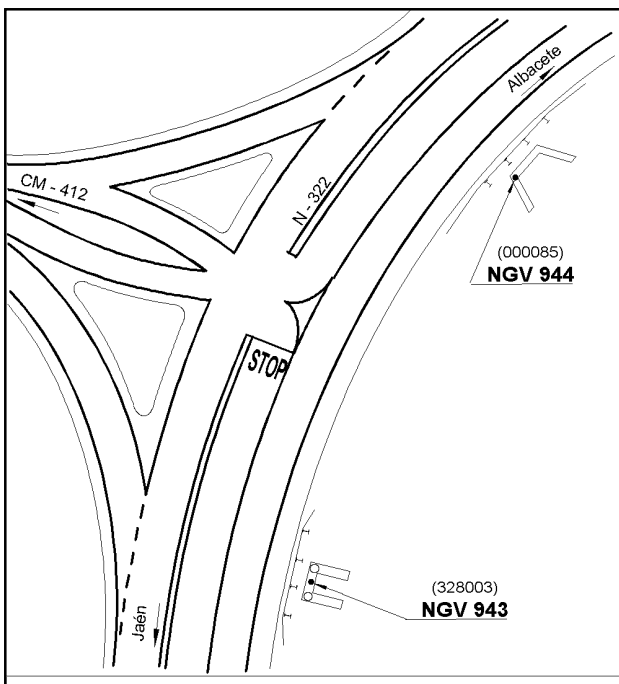 Albacete
CM - 412
N - 322
(000085)
NGV 944
STOP
(328003)
NGV 943
Jaén